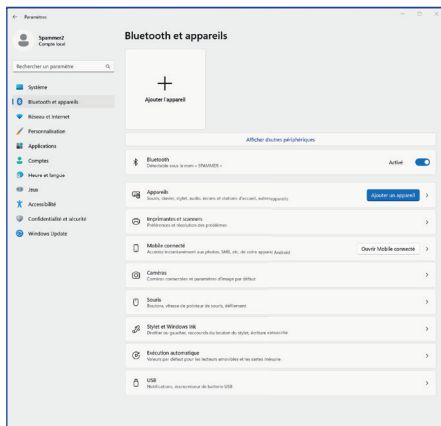 Paramètres
Spammer2
Compte local
Rechercher un paramètre
Système
Bluetooth et appareils
Réseau et Internet
Personnalisation
Applications
Comptes
Heure et langue
Jeux
Accessibilité
Confidentialité et sécurité
Windows Update
Bluetooth et appareils
Ajouter l'appareil
Afficher d'autres périphériques
Bluetooth
Détectable sous le nom « SPAMMER »
Activé
Appareils
Souris, clavier, stylet, audio, écrans et stations d'accueil, autres appareils
Ajouter un appareil
Imprimantes et scanners
Préférences et résolution des problèmes
Mobile connecté
Accédez instantanément aux photos, SMS, etc. de votre appareil Android
Ouvrir Mobile connecté
Caméras
Caméras connectées et paramètres d'image par défaut
Souris
Boutons, vitesse du pointeur de souris, défilement
Stylet et Windows Ink
Droitier ou gaucher, raccourcis du bouton du stylet, écriture manuscrite
Exécution automatique
Valeurs par défaut pour les lecteurs amovibles et les cartes mémoire
USB
Notifications, économiseur de batterie USB